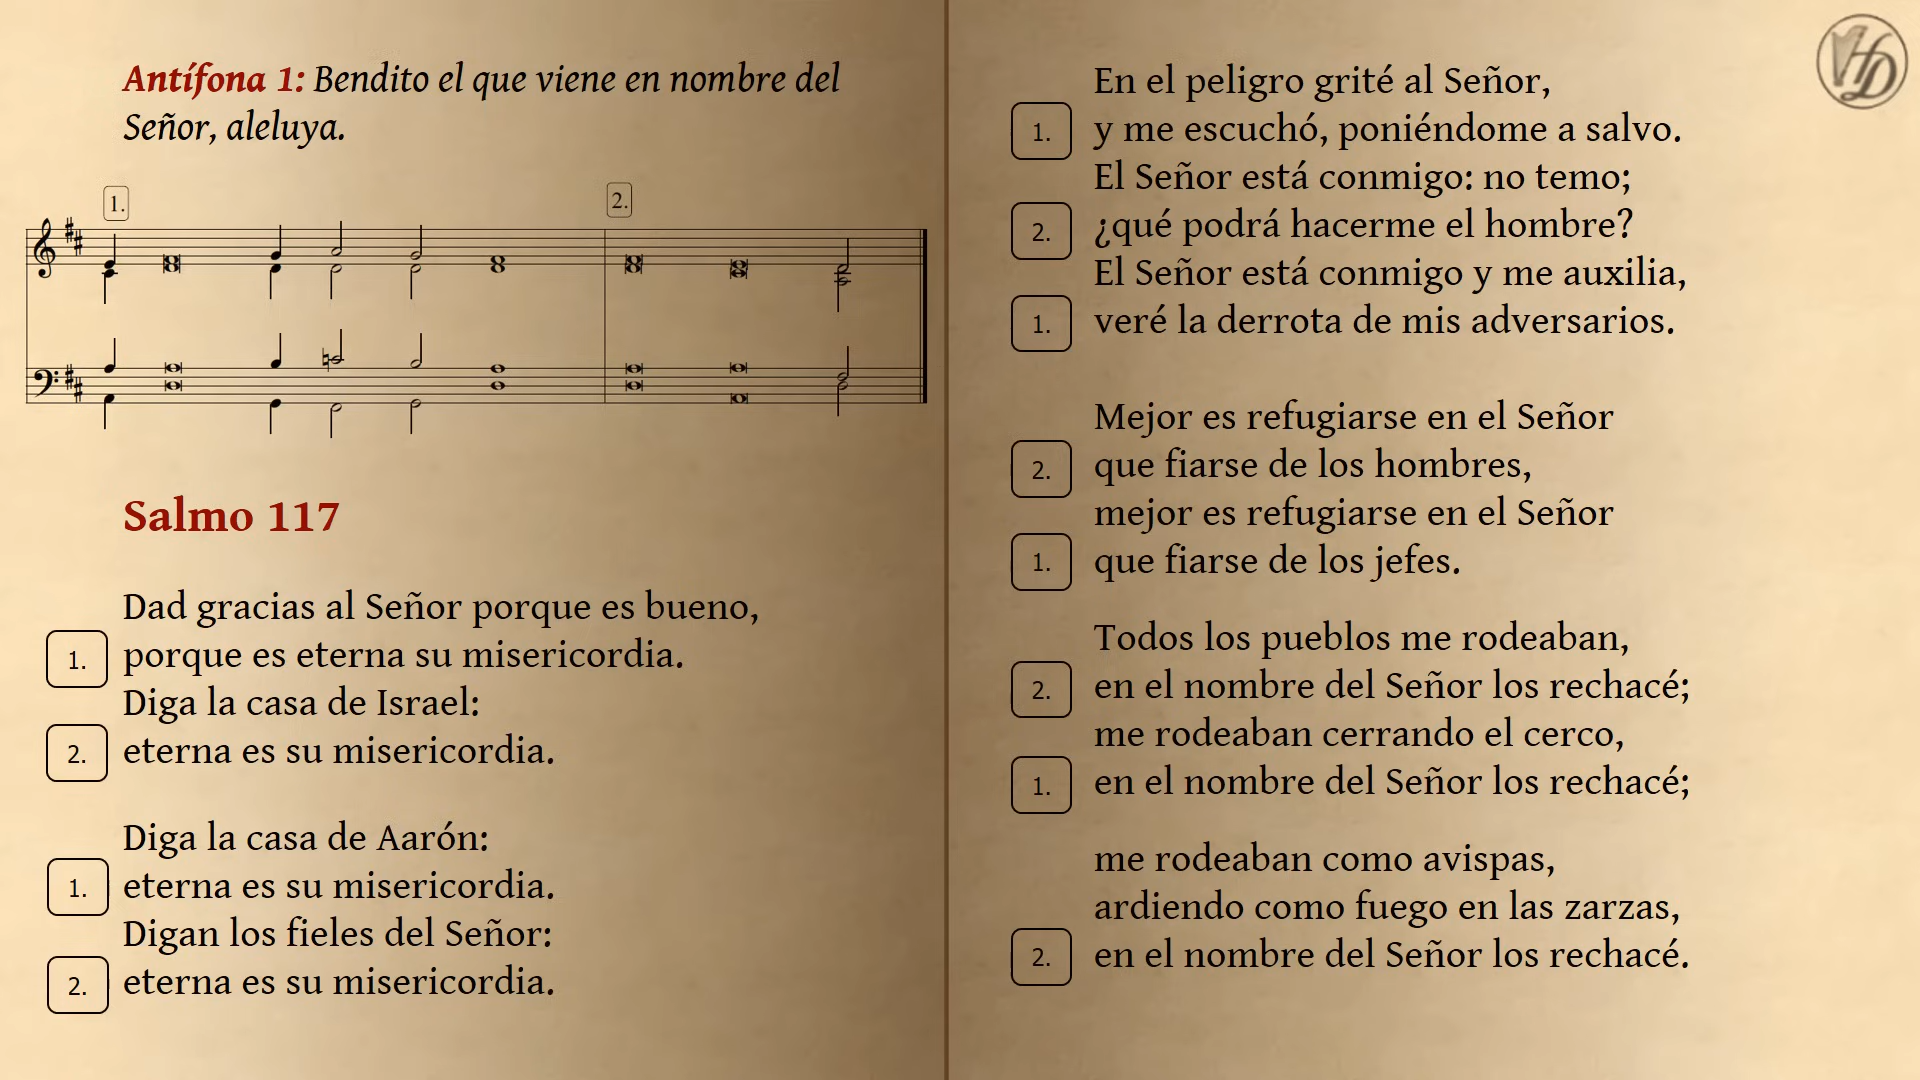 Antífona 1: Bendito el que viene en nombre del
Señor, aleluya.
1.
2.
Salmo 117
Dad gracias al Señor porque es bueno,
1. porque es eterna su misericordia.
Diga la casa de Israel:
2. eterna es su misericordia.
Diga la casa de Aarón:
1. eterna es su misericordia.
Digan los fieles del Señor:
2. eterna es su misericordia.
En el peligro grité al Señor,
1. y me escuchó, poniéndome a salvo.
El Señor está conmigo: no temo;
2. ¿qué podrá hacerme el hombre?
El Señor está conmigo y me auxilia,
1. veré la derrota de mis adversarios.
Mejor es refugiarse en el Señor
2. que fiarse de los hombres,
mejor es refugiarse en el Señor
1. que fiarse de los jefes.
Todos los pueblos me rodeaban,
2. en el nombre del Señor los rechacé;
me rodeaban cerrando el cerco,
1. en el nombre del Señor los rechacé;
me rodeaban como avispas,
ardiendo como fuego en las zarzas,
2. en el nombre del Señor los rechacé.
HD